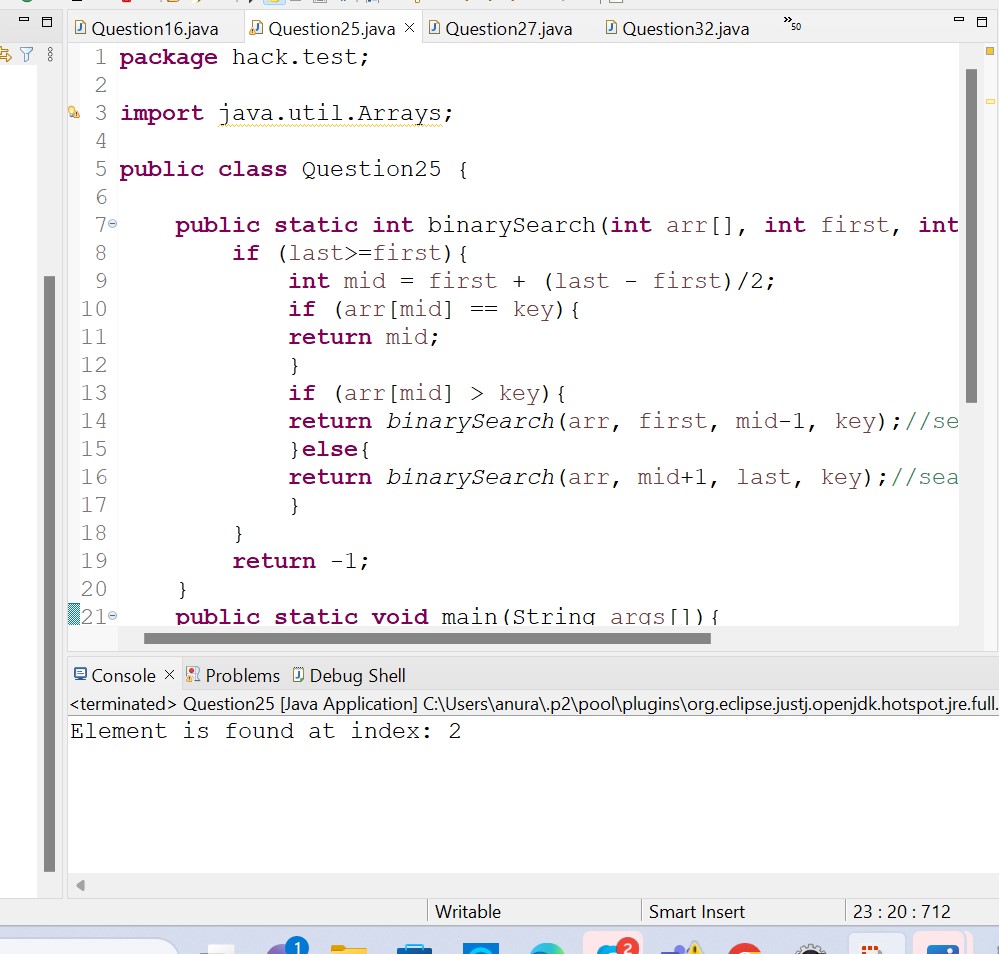 Question16.java Question25.java Question27.java Question32.java 50
1 package hack.test;
2
3 import java.util.Arrays;
4
5 public class Question25 {
6
7 public static int binarySearch(int arr[], int first, int
8 if (last>=first){
9 int mid = first + (last - first)/2;
10 if (arr[mid] == key){
11 return mid;
12 }
13 if (arr[mid] > key){
14 return binarySearch(arr, first, mid-1, key);//se
15 }else{
16 return binarySearch(arr, mid+1, last, key);//sea
17 }
18 }
19 return -1;
20 }
21 public static void main(String args[]){
Console Problems Debug Shell
<terminated> Question25 [Java Application] C:\Users\anura\.p2\pool\plugins\org.eclipse.justj.openjdk.hotspot.jre.full.
Element is found at index: 2
Writable Smart Insert 23 : 20 : 712
1 2